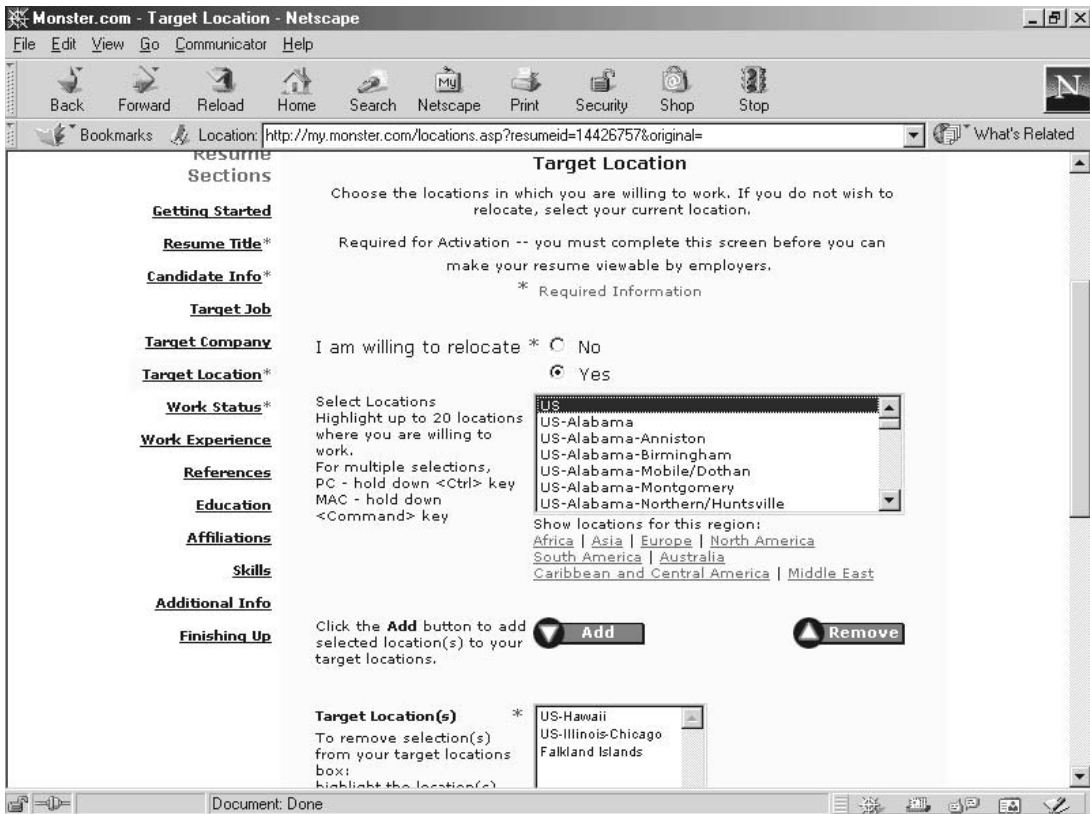 Monster.com - Target Location - Netscape
File Edit View Go Communicator Help
Back Forward Reload Home Search Netscape Print Security Shop Stop
My
N
Bookmarks Location: http://my.monster.com/locations.asp?resumeid=14426757&original= What's Related
Resume
Sections
Getting Started
Resume Title*
Candidate Info*
Target Job
Target Company
Target Location*
Work Status*
Work Experience
References
Education
Affiliations
Skills
Additional Info
Finishing Up
Target Location
Choose the locations in which you are willing to work. If you do not wish to
relocate, select your current location.
Required for Activation -- you must complete this screen before you can
make your resume viewable by employers.
* Required Information
I am willing to relocate * No
Yes
Select Locations
Highlight up to 20 locations
where you are willing to
work.
For multiple selections,
PC - hold down <Ctrl> key
MAC - hold down
<Command> key
US
US-Alabama
US-Alabama-Anniston
US-Alabama-Birmingham
US-Alabama-Mobile/Dothan
US-Alabama-Montgomery
US-Alabama-Northern/Huntsville
Show locations for this region:
Africa | Asia | Europe | North America
South America | Australia
Caribbean and Central America | Middle East
Click the Add button to add
selected location(s) to your
target locations.
Add
Remove
Target Location(s) *
To remove selection(s)
from your target locations
box:
highlight the location(s)
US-Hawaii
US-Illinois-Chicago
Falkland Islands
Document: Done